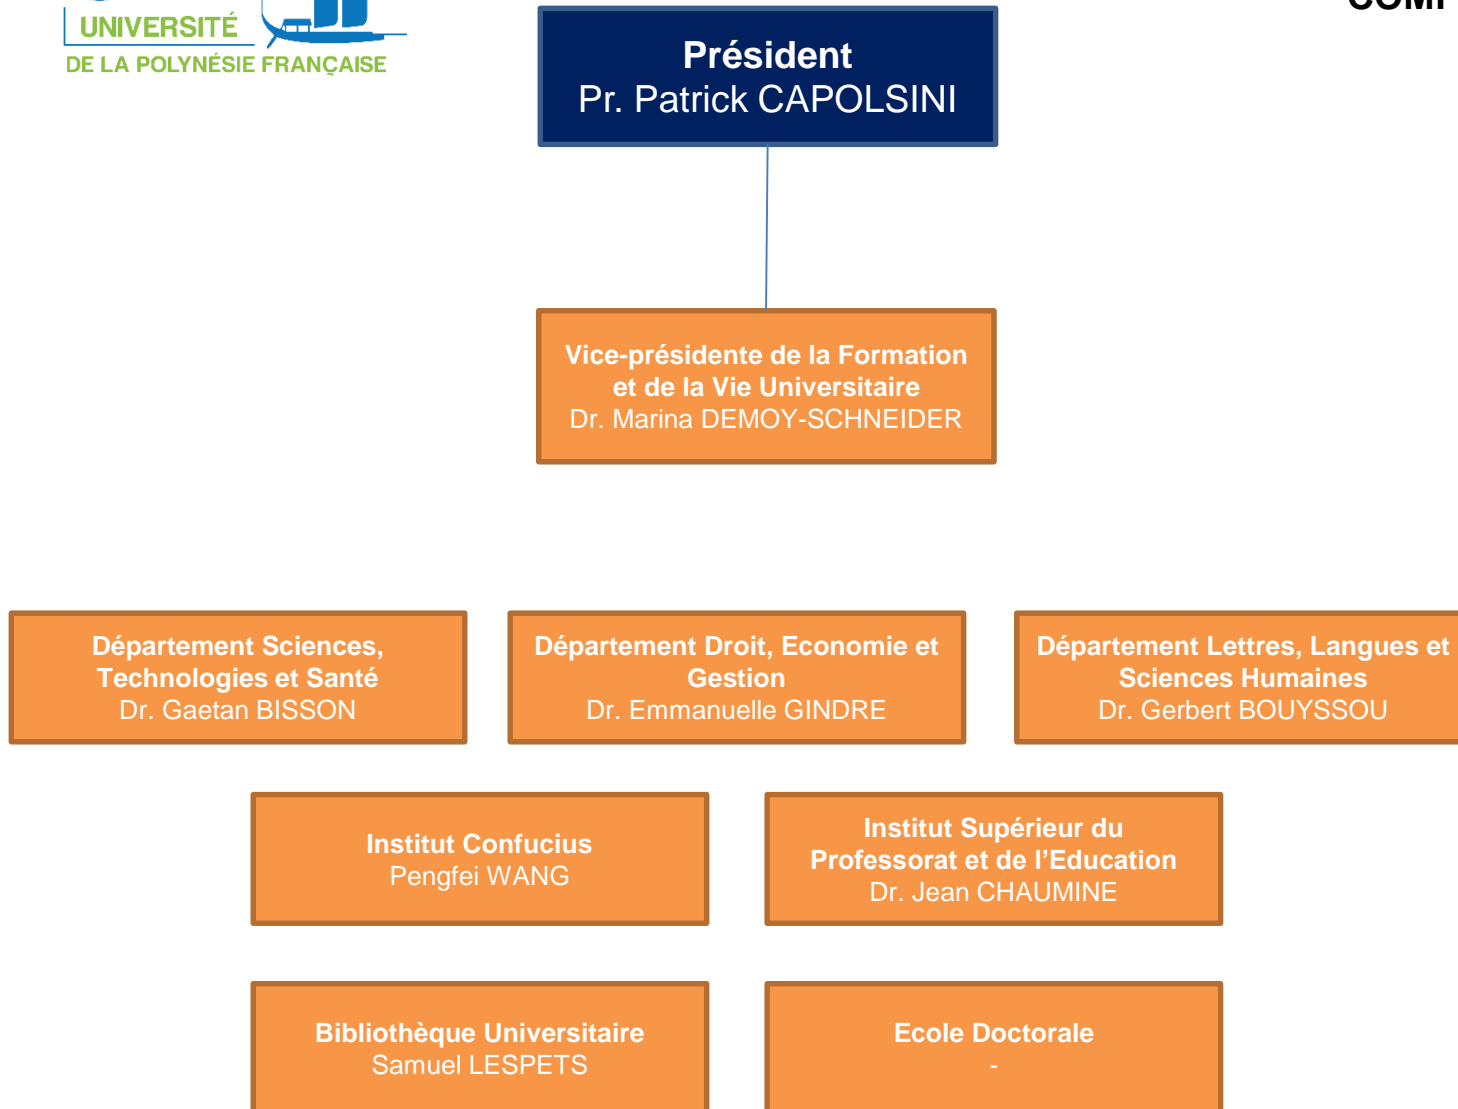 UNIVERSITÉ
DE LA POLYNÉSIE FRANÇAISE
Président
Pr. Patrick CAPOLSINI
Vice-présidente de la Formation
et de la Vie Universitaire
Dr. Marina DEMOY-SCHNEIDER
Département Sciences,
Technologies et Santé
Dr. Gaetan BISSON
Département Droit, Economie et
Gestion
Dr. Emmanuelle GINDRE
Département Lettres, Langues et
Sciences Humaines
Dr. Gerbert BOUYSSOU
Institut Confucius
Pengfei WANG
Institut Supérieur du
Professorat et de l’Education
Dr. Jean CHAUMINE
Bibliothèque Universitaire
Samuel LESPETS
Ecole Doctorale
-